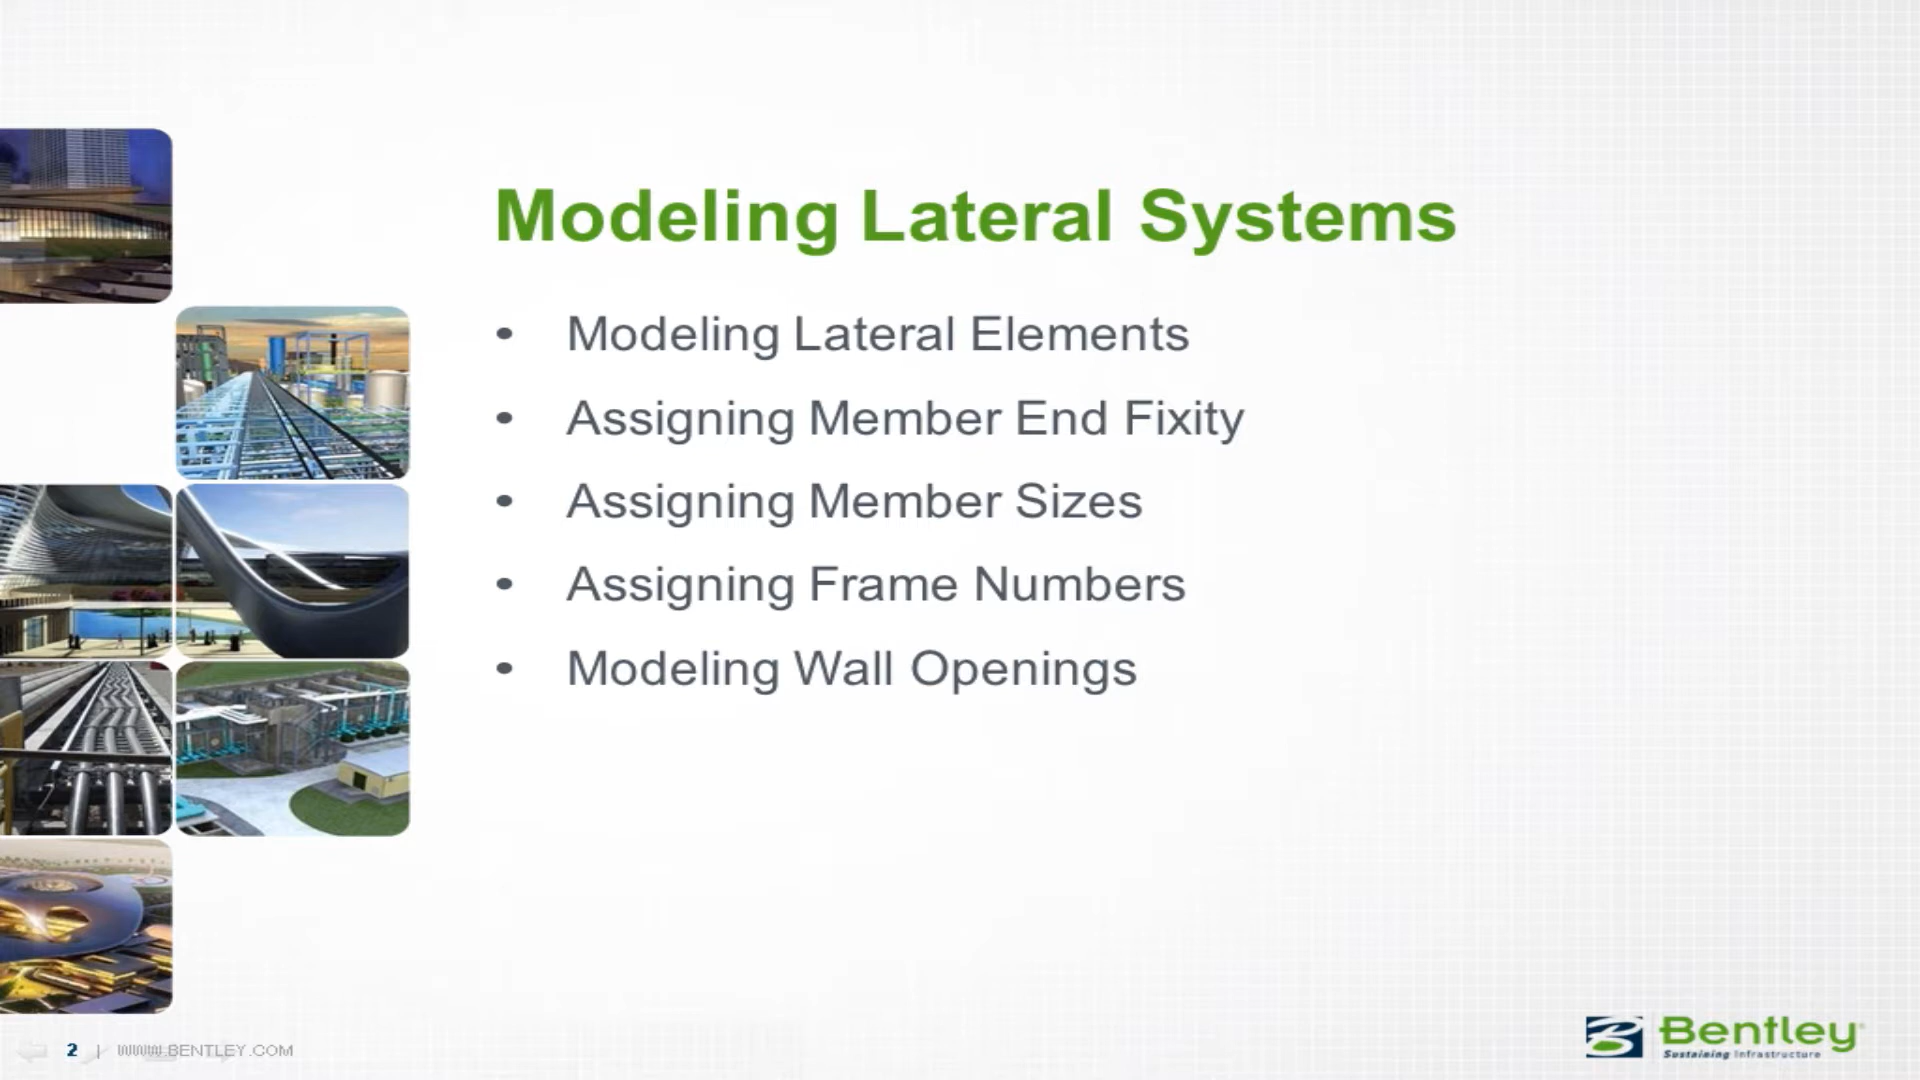 Modeling Lateral Systems
• Modeling Lateral Elements
• Assigning Member End Fixity
• Assigning Member Sizes
• Assigning Frame Numbers
• Modeling Wall Openings
2 | WWW.BENTLEY.COM
Bentley®
Sustaining Infrastructure